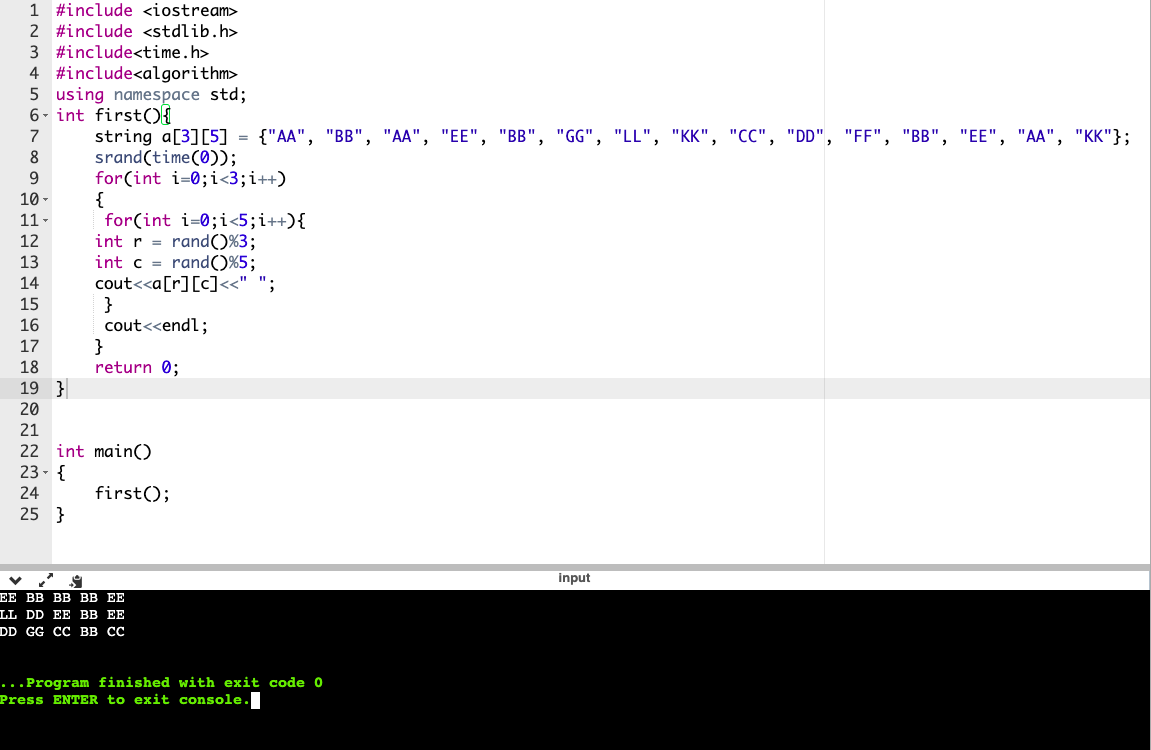 1 #include <iostream>
2 #include <stdlib.h>
3 #include<time.h>
4 #include<algorithm>
5 using namespace std;
6 int first(){
7 string a[3][5] = {"AA", "BB", "AA", "EE", "BB", "GG", "LL", "KK", "CC", "DD", "FF", "BB", "EE", "AA", "KK"};
8 srand(time(0));
9 for(int i=0;i<3;i++)
10 {
11 for(int i=0;i<5;i++){
12 int r = rand()%3;
13 int c = rand()%5;
14 cout<<a[r][c]<<" ";
15 }
16 cout<<endl;
17 }
18 return 0;
19 }
20
21
22 int main()
23 {
24 first();
25 }
input
EE BB BB BB EE
LL DD EE BB EE
DD GG CC BB CC
...Program finished with exit code 0
Press ENTER to exit console.